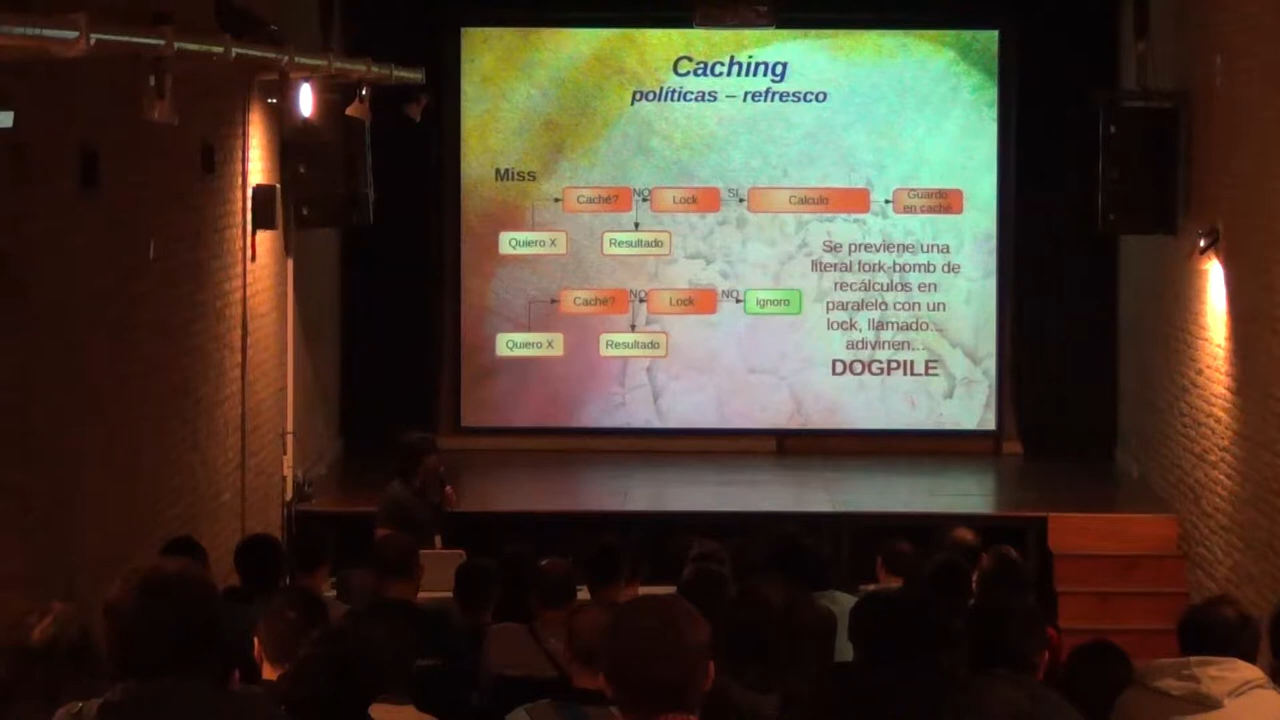 Caching
políticas – refresco
Miss
Caché?
NO
Lock
SI
Calculo
Guardo
en caché
Quiero X
Resultado
Se previene una
literal fork-bomb de
recálculos en
paralelo con un
lock, llamado...
adivinen...
DOGPILE
Caché?
NO
Lock
NO
Ignoro
Quiero X
Resultado